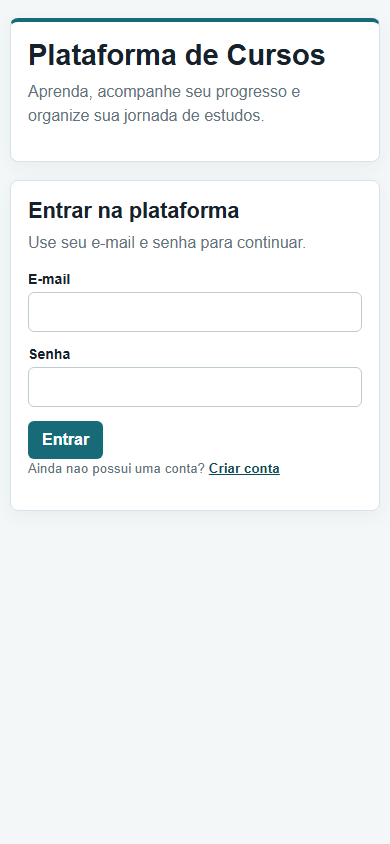 Plataforma de Cursos
Aprenda, acompanhe seu progresso e
organize sua jornada de estudos.
Entrar na plataforma
Use seu e-mail e senha para continuar.
E-mail
Senha
Entrar
Ainda nao possui uma conta? Criar conta